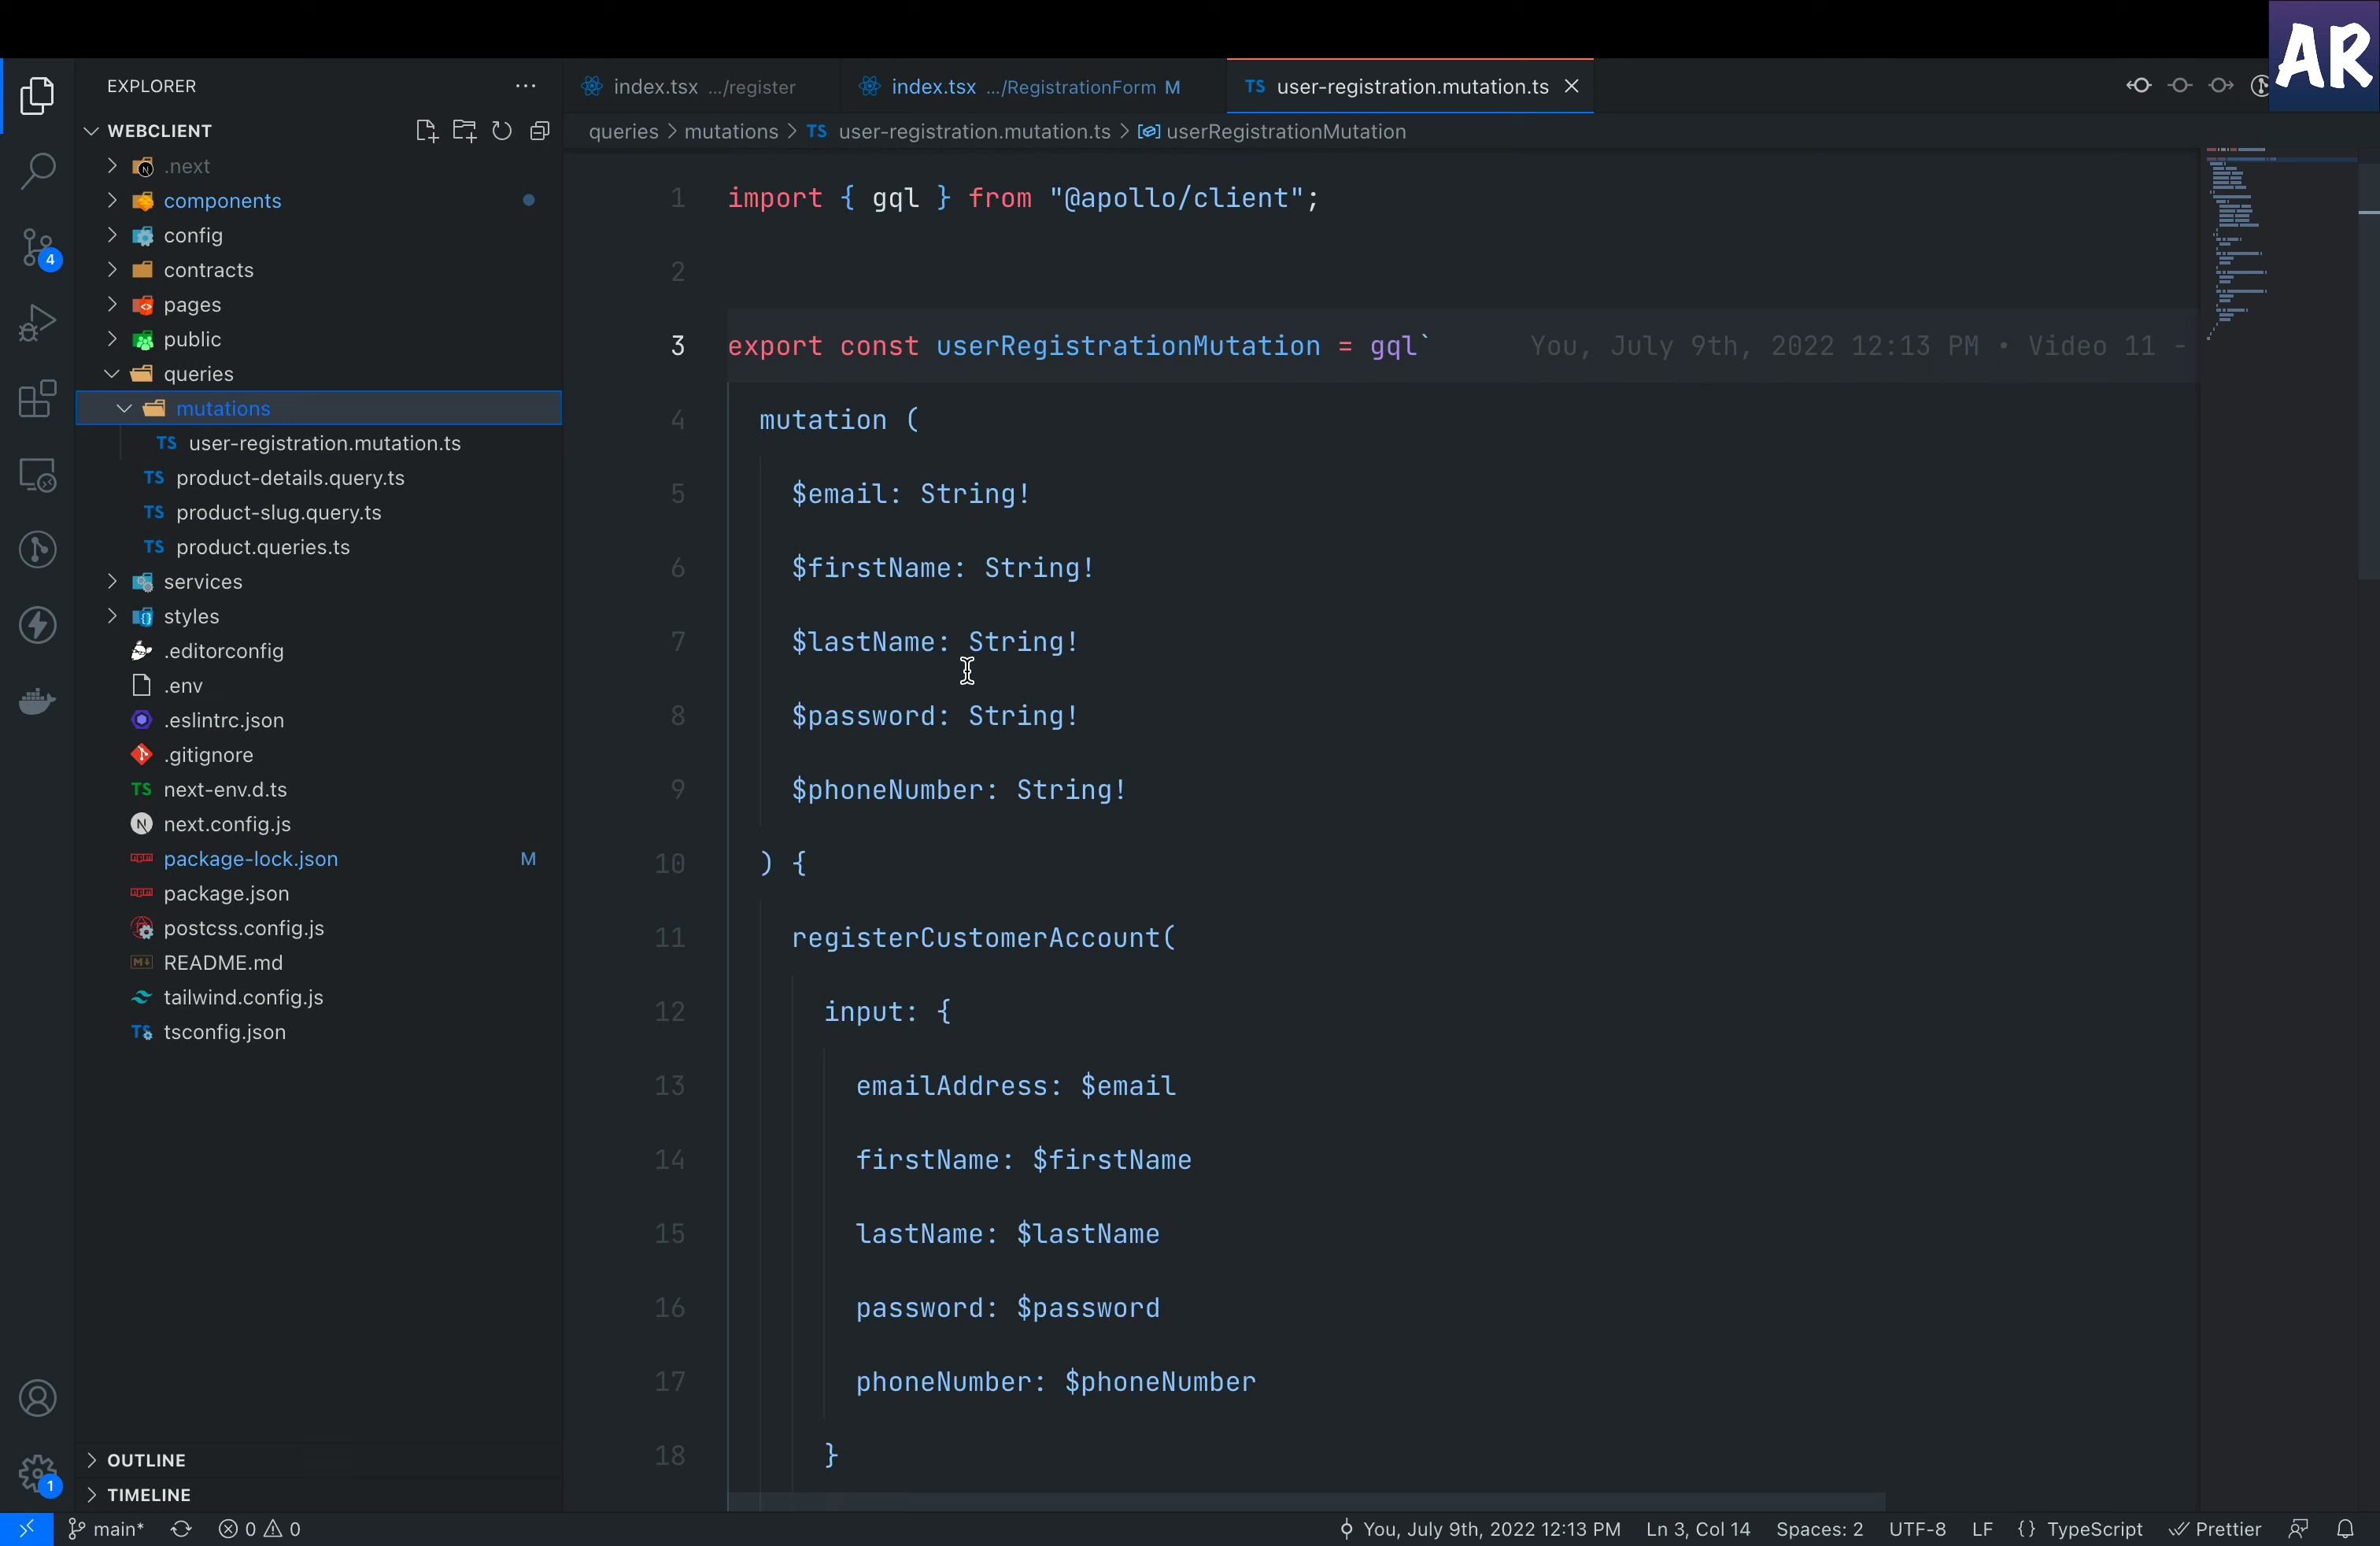 AR
EXPLORER
index.tsx .../register
index.tsx .../RegistrationForm M
TS user-registration.mutation.ts
WEBCLIENT
queries > mutations > TS user-registration.mutation.ts > userRegistrationMutation
.next
components
config
contracts
pages
public
queries
mutations
TS user-registration.mutation.ts
TS product-details.query.ts
TS product-slug.query.ts
TS product.queries.ts
services
styles
.editorconfig
.env
.eslintrc.json
.gitignore
TS next-env.d.ts
N next.config.js
package-lock.json M
package.json
postcss.config.js
README.md
tailwind.config.js
TS tsconfig.json
OUTLINE
TIMELINE
4
1
1 import { gql } from "@apollo/client";
2
3 export const userRegistrationMutation = gql` You, July 9th, 2022 12:13 PM • Video 11 -
4 mutation (
5 $email: String!
6 $firstName: String!
7 $lastName: String!
8 $password: String!
9 $phoneNumber: String!
10 ) {
11 registerCustomerAccount(
12 input: {
13 emailAddress: $email
14 firstName: $firstName
15 lastName: $lastName
16 password: $password
17 phoneNumber: $phoneNumber
18 }
main* 0 0 You, July 9th, 2022 12:13 PM Ln 3, Col 14 Spaces: 2 UTF-8 LF {} TypeScript Prettier